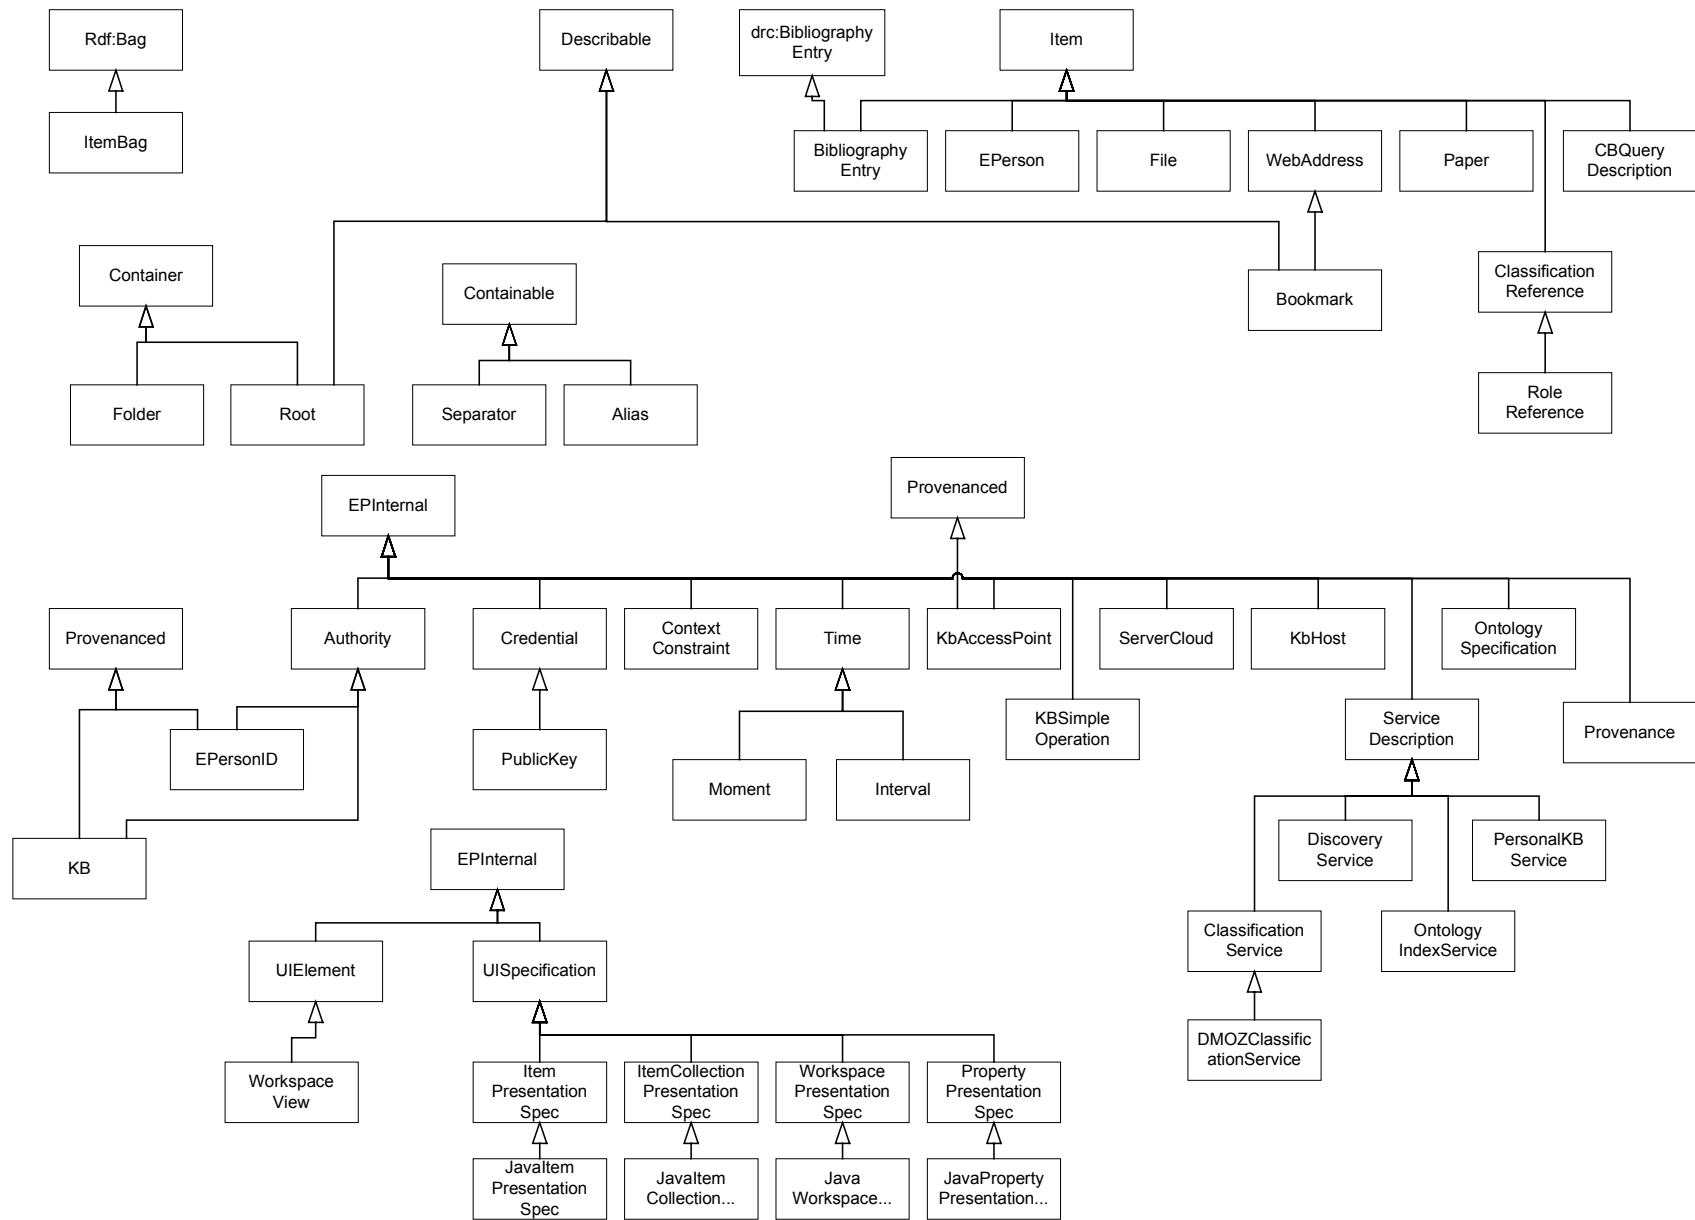 Rdf:Bag
Describable
drc:Bibliography
Entry
Item
ItemBag
Bibliography
Entry
EPerson
File
WebAddress
Paper
CBQuery
Description
Container
Containable
Bookmark
Classification
Reference
Folder
Root
Separator
Alias
Role
Reference
EPInternal
Provenanced
Provenanced
Authority
Credential
Context
Constraint
Time
KbAccessPoint
ServerCloud
KbHost
Ontology
Specification
EPersonID
PublicKey
Moment
Interval
KBSimple
Operation
Service
Description
Provenance
KB
EPInternal
Discovery
Service
PersonalKB
Service
UIElement
UISpecification
Classification
Service
Ontology
IndexService
Workspace
View
Item
Presentation
Spec
ItemCollection
Presentation
Spec
Workspace
Presentation
Spec
Property
Presentation
Spec
DMOZClassific
ationService
JavaItem
Presentation
Spec
JavaItem
Collection...
Java
Workspace...
JavaProperty
Presentation...